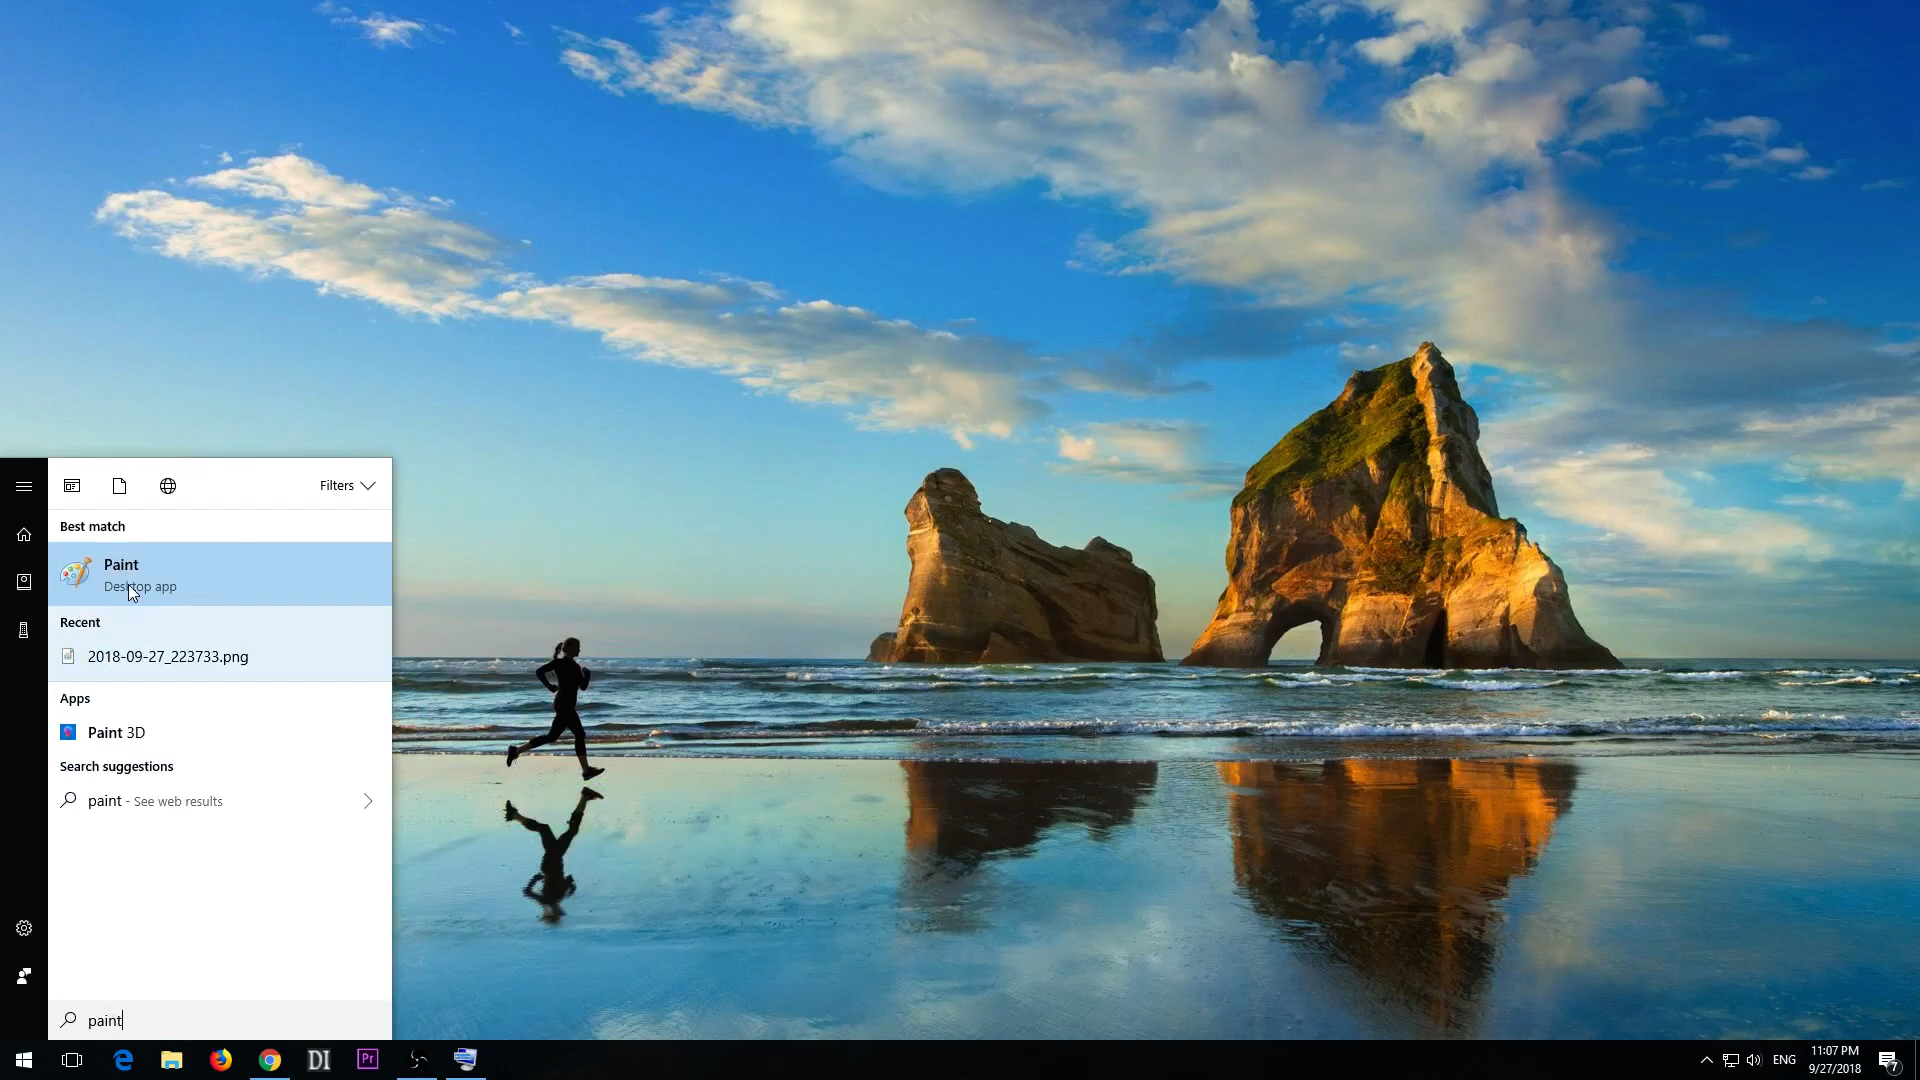 Filters
Best match
Paint
Desktop app
Recent
2018-09-27_223733.png
Apps
Paint 3D
Search suggestions
paint - See web results
paint
DI
Pr
ENG
11:07 PM
9/27/2018
7